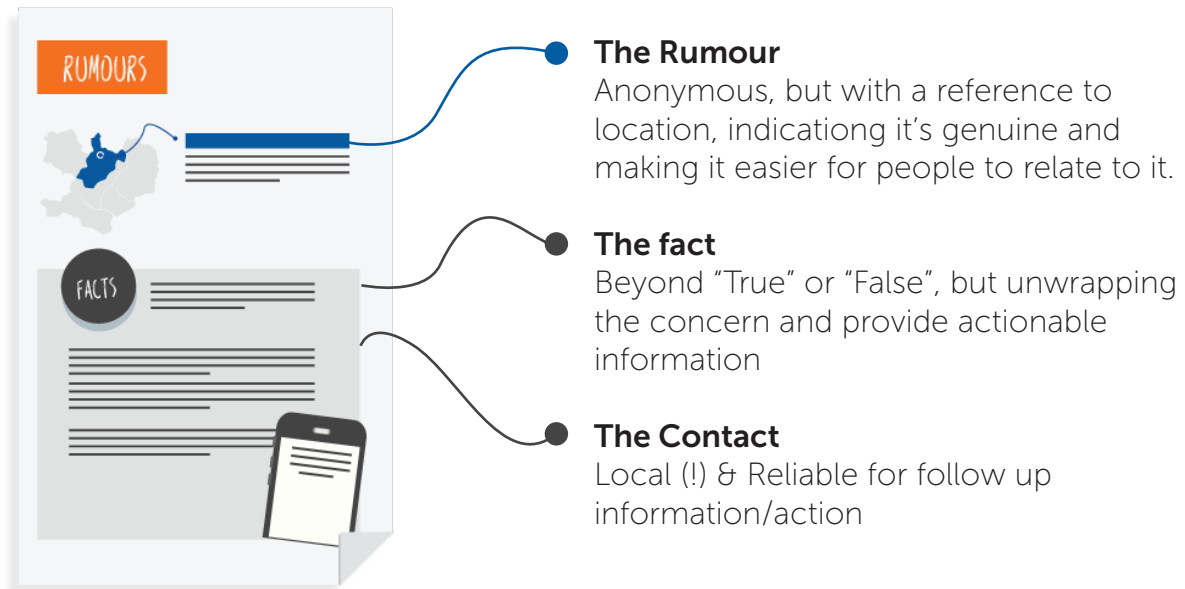 RUMOURS
FACTS
The Rumour
Anonymous, but with a reference to
location, indicationg it's genuine and
making it easier for people to relate to it.
The fact
Beyond “True” or “False”, but unwrapping
the concern and provide actionable
information
The Contact
Local (!) & Reliable for follow up
information/action